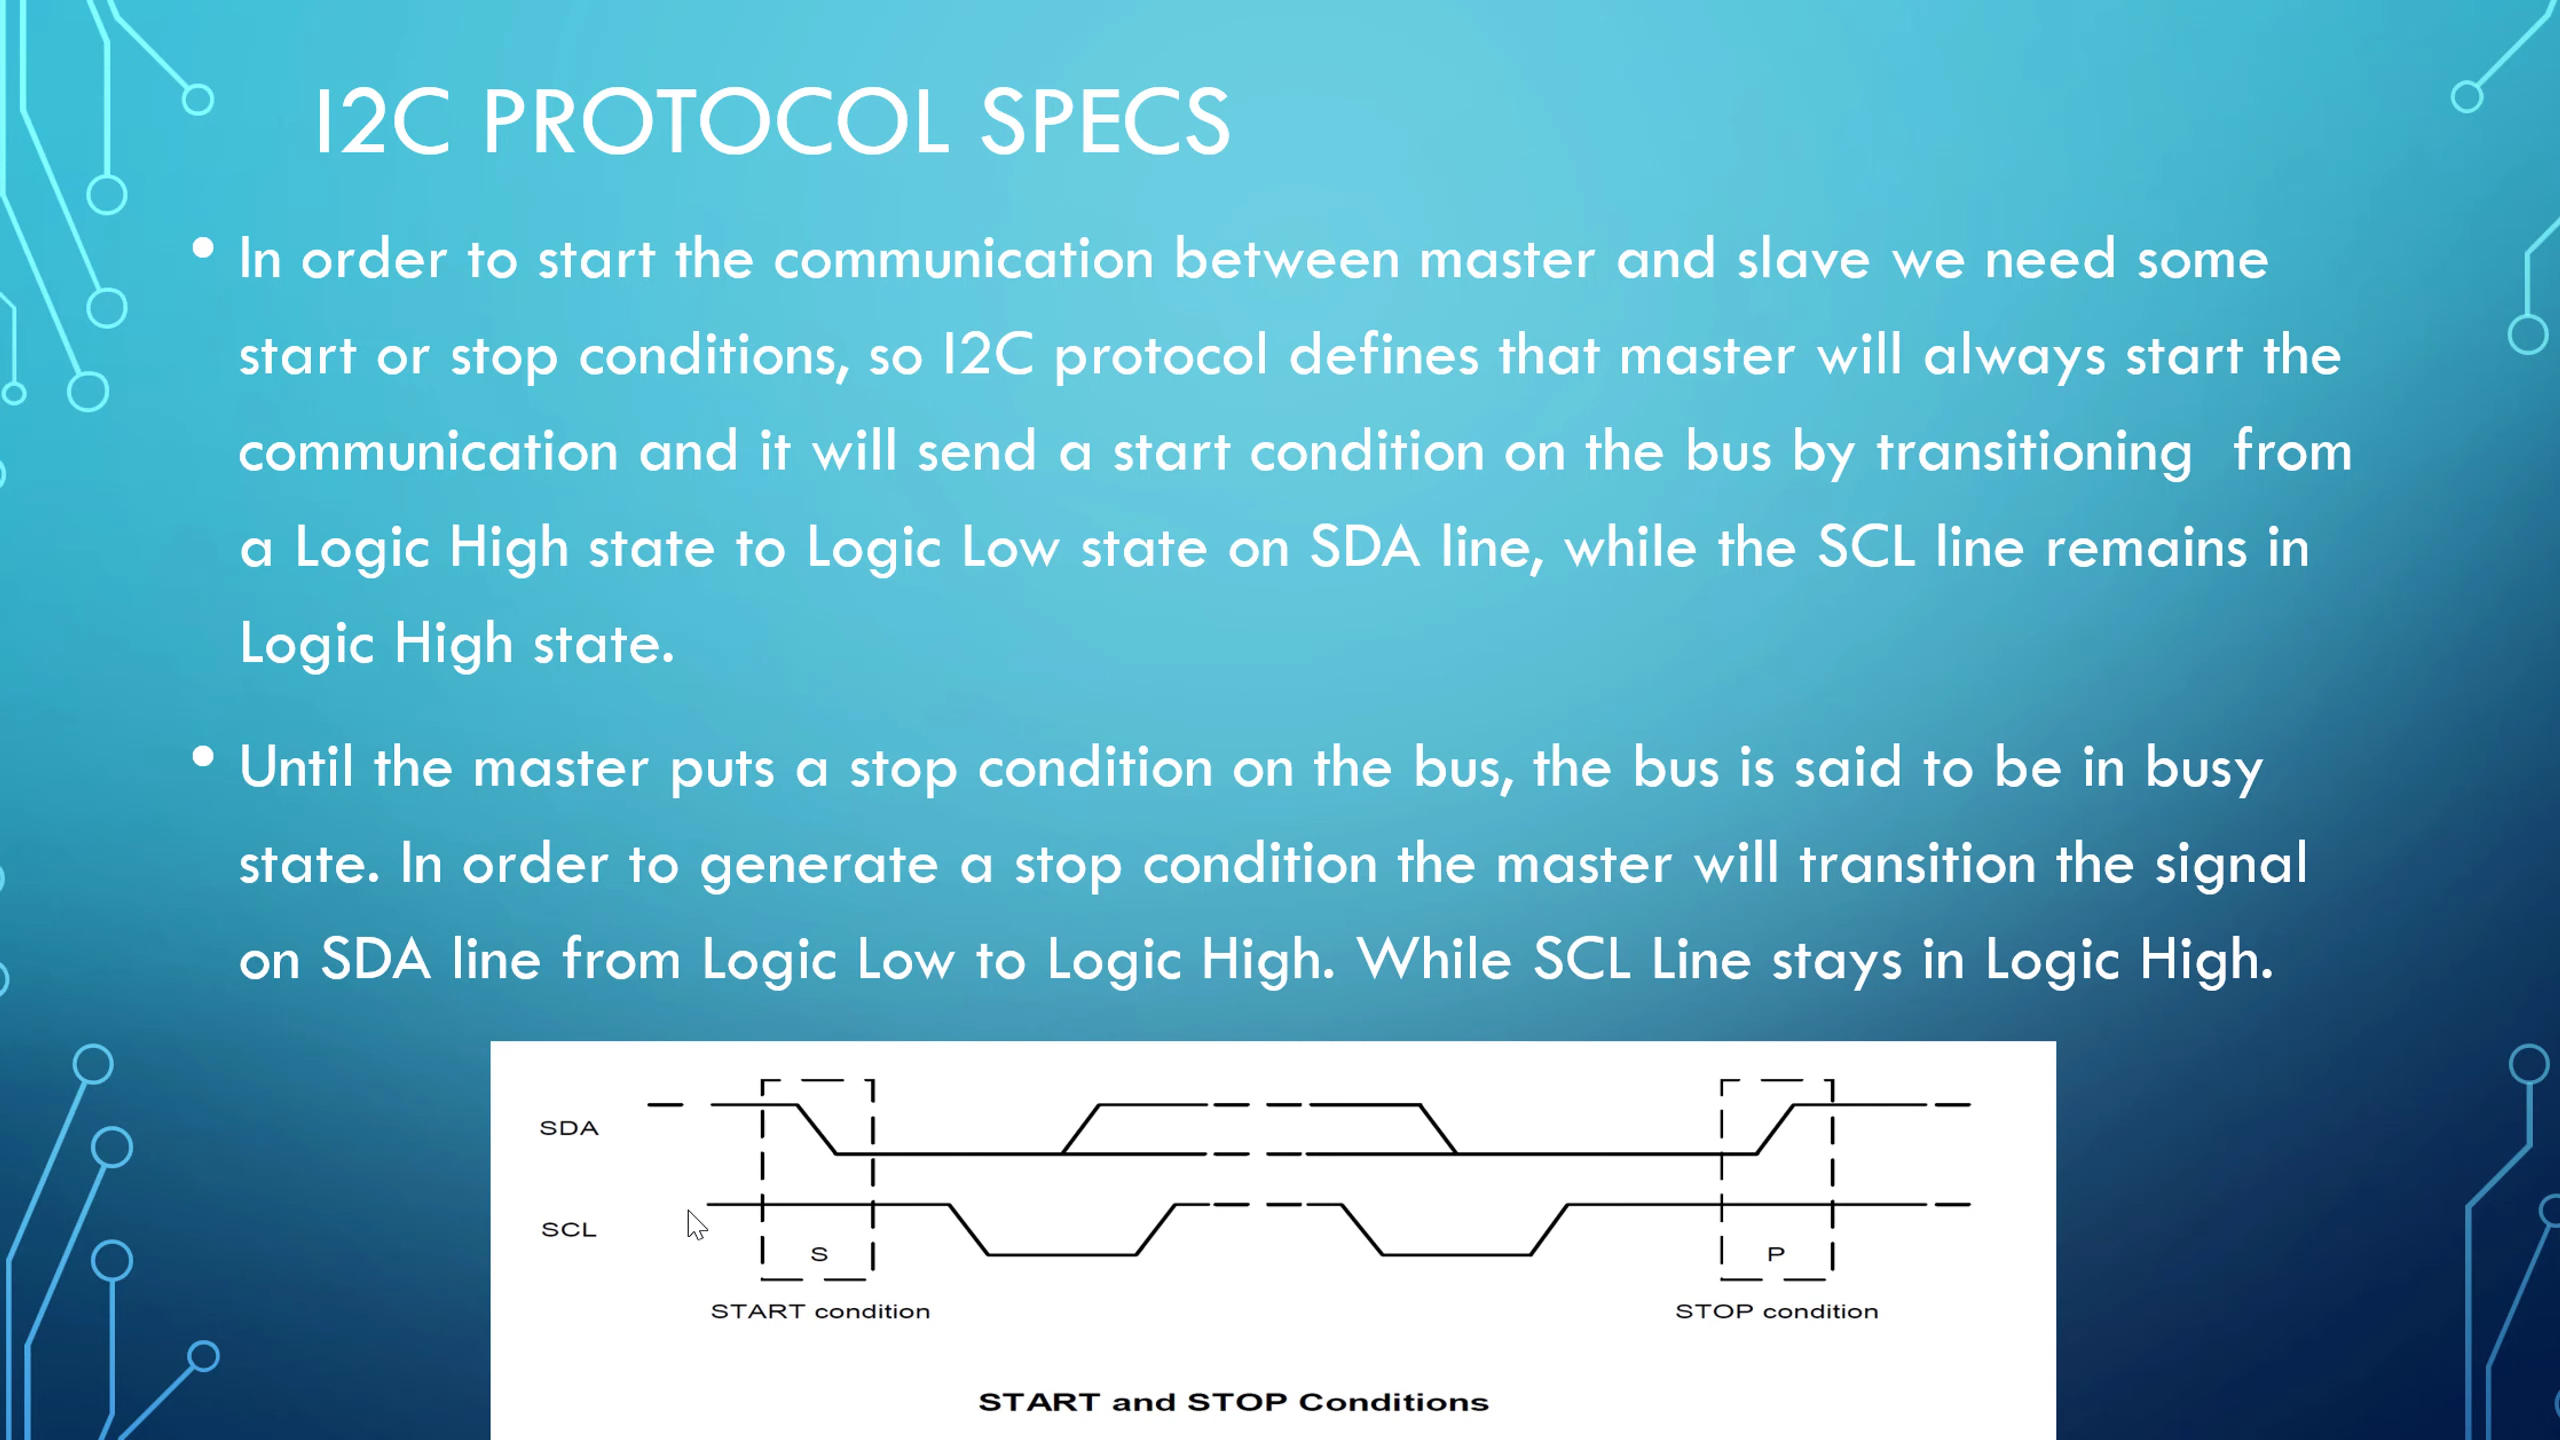 I2C PROTOCOL SPECS
• In order to start the communication between master and slave we need some
start or stop conditions, so I2C protocol defines that master will always start the
communication and it will send a start condition on the bus by transitioning  from
a Logic High state to Logic Low state on SDA line, while the SCL line remains in
Logic High state.
• Until the master puts a stop condition on the bus, the bus is said to be in busy
state. In order to generate a stop condition the master will transition the signal
on SDA line from Logic Low to Logic High. While SCL Line stays in Logic High.
SDA
SCL
S
P
START condition
STOP condition
START and STOP Conditions